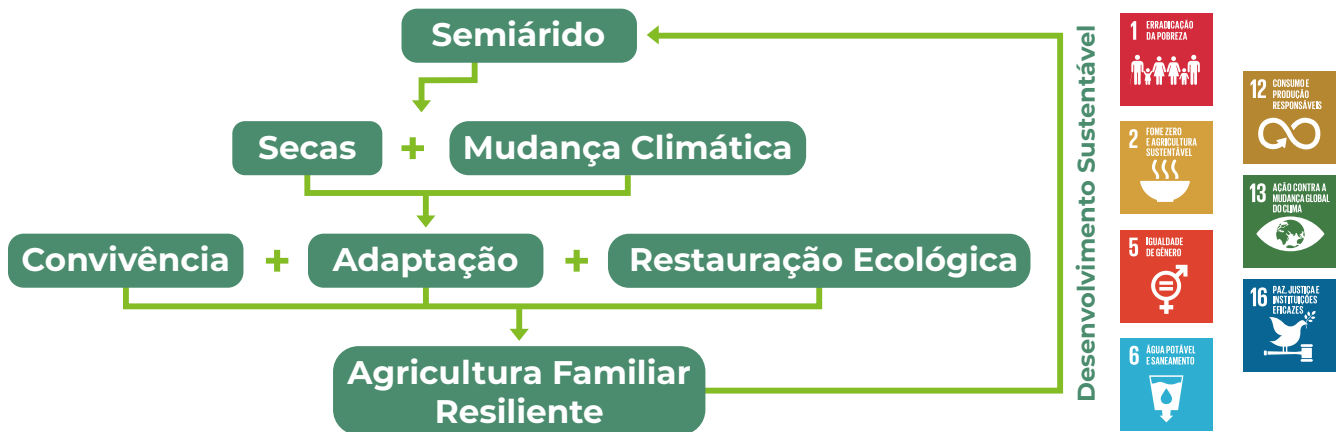 Semiárido
Secas + Mudança Climática
Convivência + Adaptação + Restauração Ecológica
Agricultura Familiar
Resiliente
Desenvolvimento Sustentável
1 ERRADICAÇÃO
DA POBREZA
2 FOME ZERO
E AGRICULTURA
SUSTENTÁVEL
5 IGUALDADE
DE GÊNERO
6 ÁGUA POTÁVEL
E SANEAMENTO
12 CONSUMO E
PRODUÇÃO
RESPONSÁVEIS
13 AÇÃO CONTRA A
MUDANÇA GLOBAL
DO CLIMA
16 PAZ, JUSTIÇA E
INSTITUIÇÕES
EFICAZES